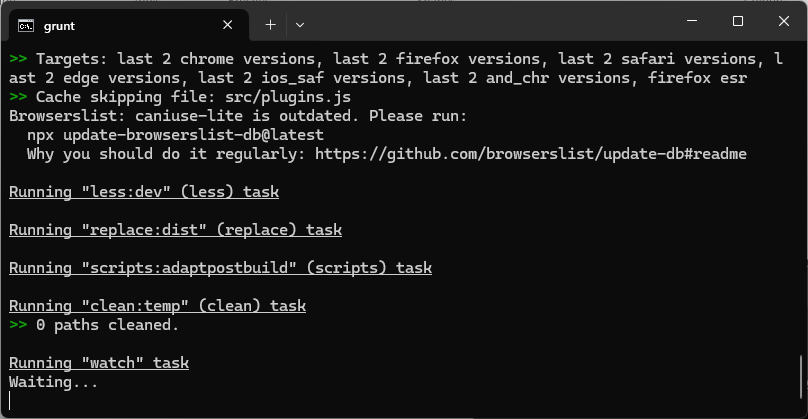 grunt
>> Targets: last 2 chrome versions, last 2 firefox versions, last 2 safari versions, l
ast 2 edge versions, last 2 ios_saf versions, last 2 and_chr versions, firefox esr
>> Cache skipping file: src/plugins.js
Browserslist: caniuse-lite is outdated. Please run:
  npx update-browserslist-db@latest
  Why you should do it regularly: https://github.com/browserslist/update-db#readme
Running "less:dev" (less) task
Running "replace:dist" (replace) task
Running "scripts:adaptpostbuild" (scripts) task
Running "clean:temp" (clean) task
>> 0 paths cleaned.
Running "watch" task
Waiting...